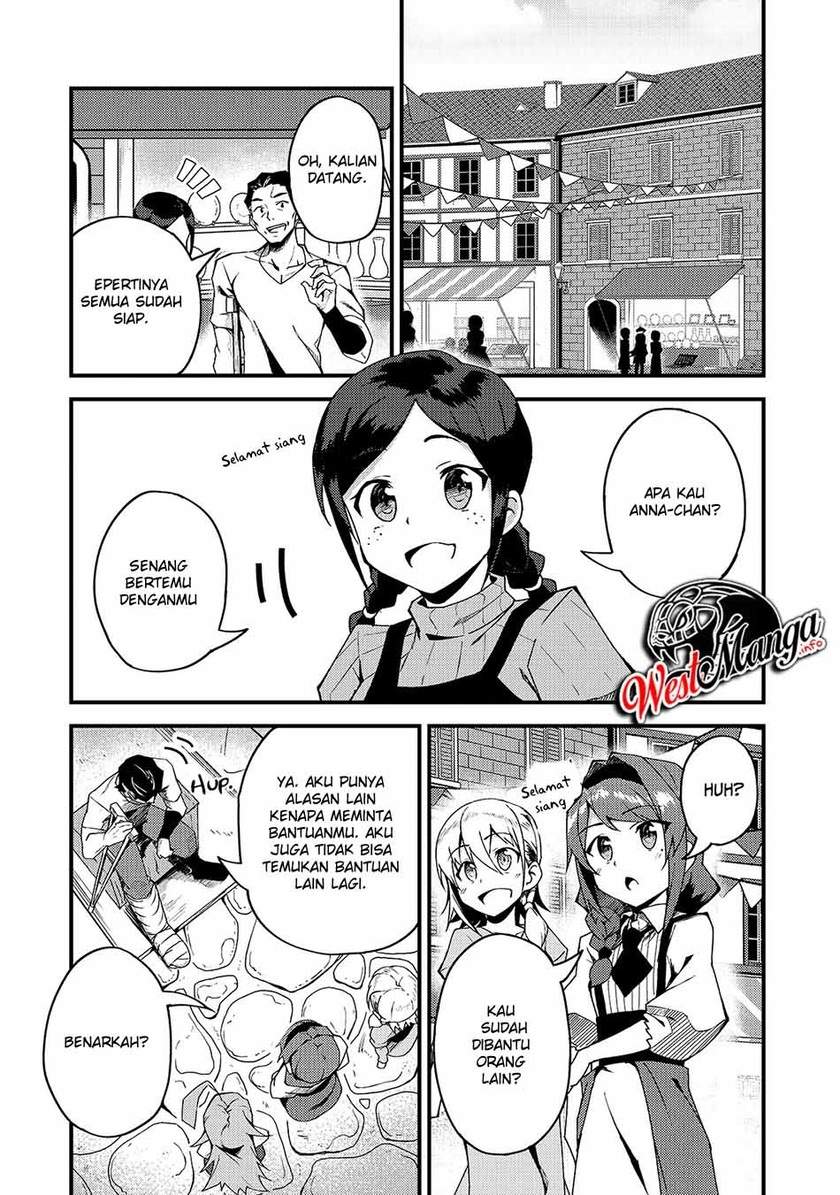 OH, KALIAN
DATANG.
EPERTINYA
SEMUA SUDAH
SIAP.
APA KAU
ANNA-CHAN?
Selamat siang
SENANG
BERTEMU
DENGANMU
WestManga
.info
HUH?
Selamat
siang
KAU
SUDAH
DIBANTU
ORANG
LAIN?
YA. AKU PUNYA
ALASAN LAIN
KENAPA MEMINTA
BANTUANMU. AKU
JUGA TIDAK BISA
TEMUKAN BANTUAN
LAIN LAGI.
HUP.
BENARKAH?